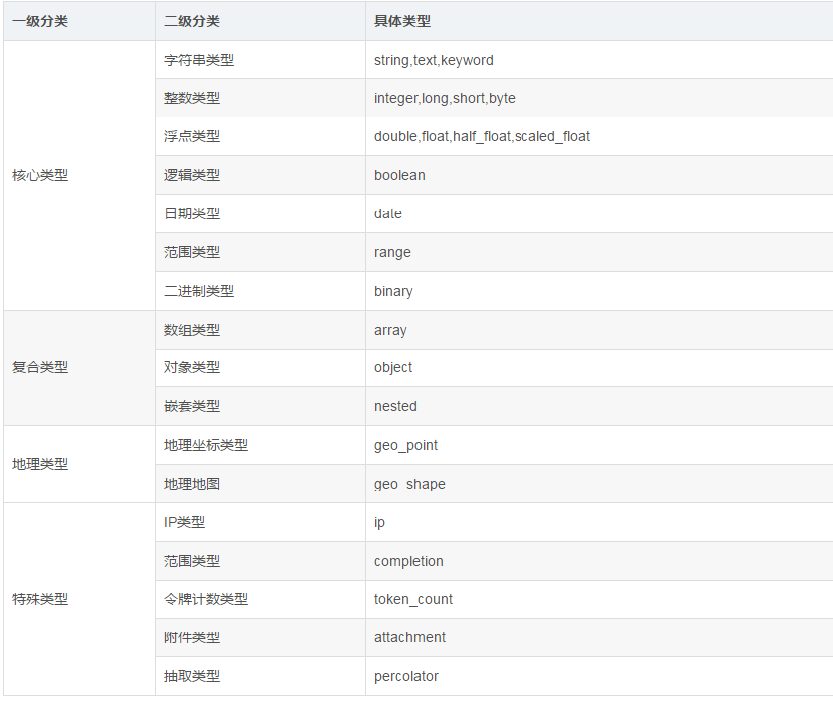 一级分类 二级分类 具体类型
字符串类型 string,text,keyword
整数类型 integer,long,short,byte
浮点类型 double,float,half_float,scaled_float
核心类型 逻辑类型 boolean
日期类型 date
范围类型 range
二进制类型 binary
数组类型 array
复合类型 对象类型 object
嵌套类型 nested
地理类型 地理坐标类型 geo_point
地理地图 geo_shape
IP类型 ip
范围类型 completion
特殊类型 令牌计数类型 token_count
附件类型 attachment
抽取类型 percolator